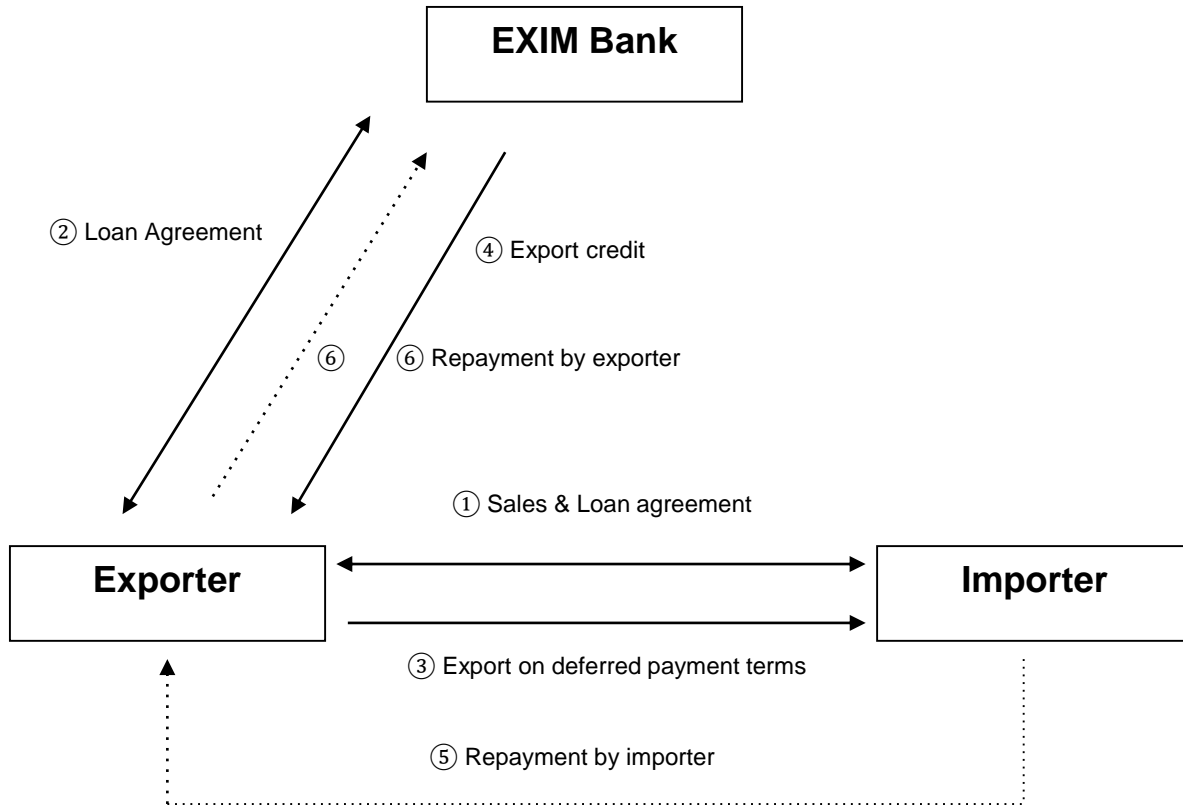 EXIM Bank
② Loan Agreement
④ Export credit
⑥
⑥ Repayment by exporter
① Sales & Loan agreement
Exporter
Importer
③ Export on deferred payment terms
⑤ Repayment by importer